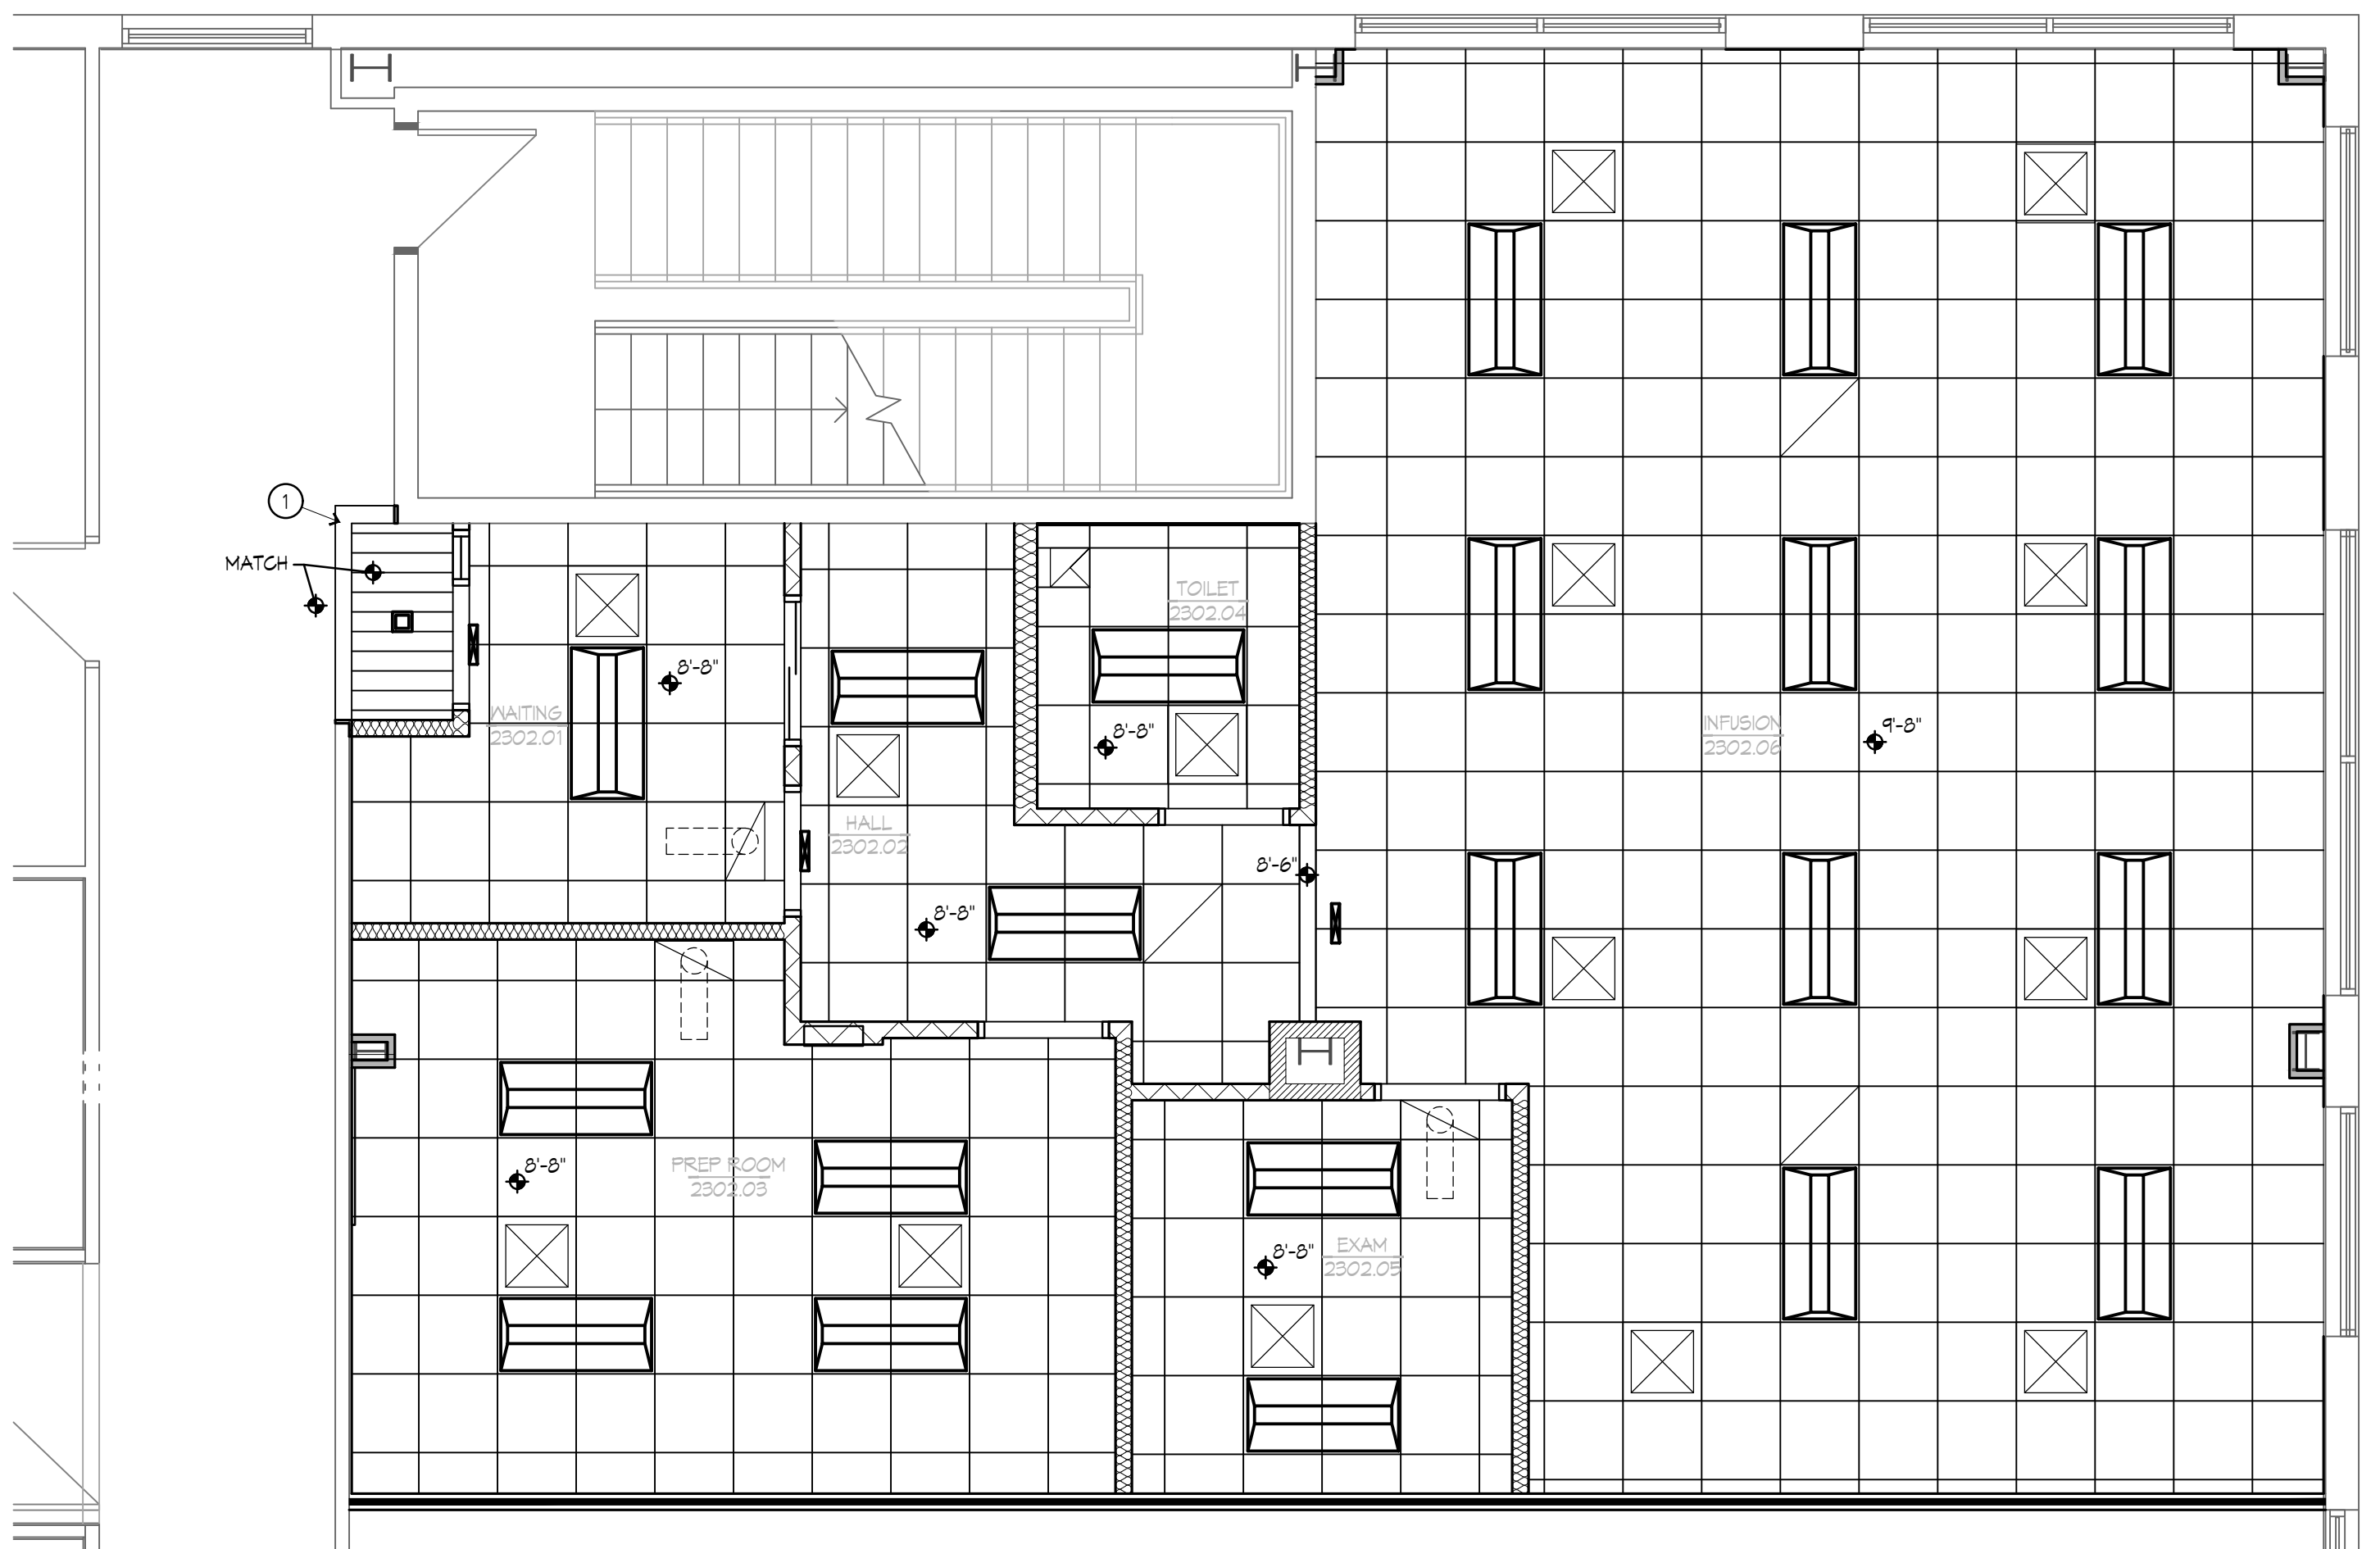 1
MATCH
TOILET
2302.04
8'-8"
WAITING
2302.01
8'-8"
INFUSION
2302.06
9'-8"
HALL
2302.02
8'-6"
8'-8"
PREP ROOM
2302.03
8'-8"
EXAM
2302.05
8'-8"